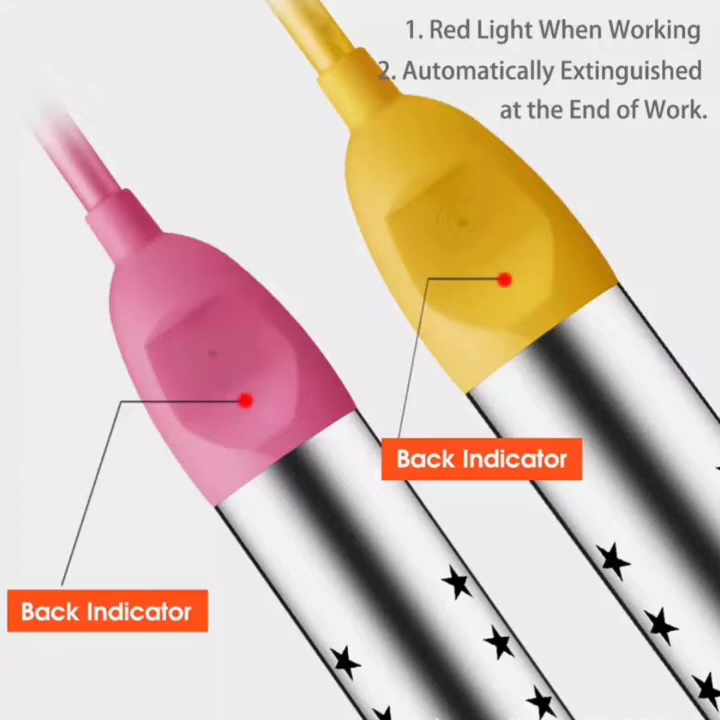 1. Red Light When Working
2. Automatically Extinguished
at the End of Work.
Back Indicator
Back Indicator